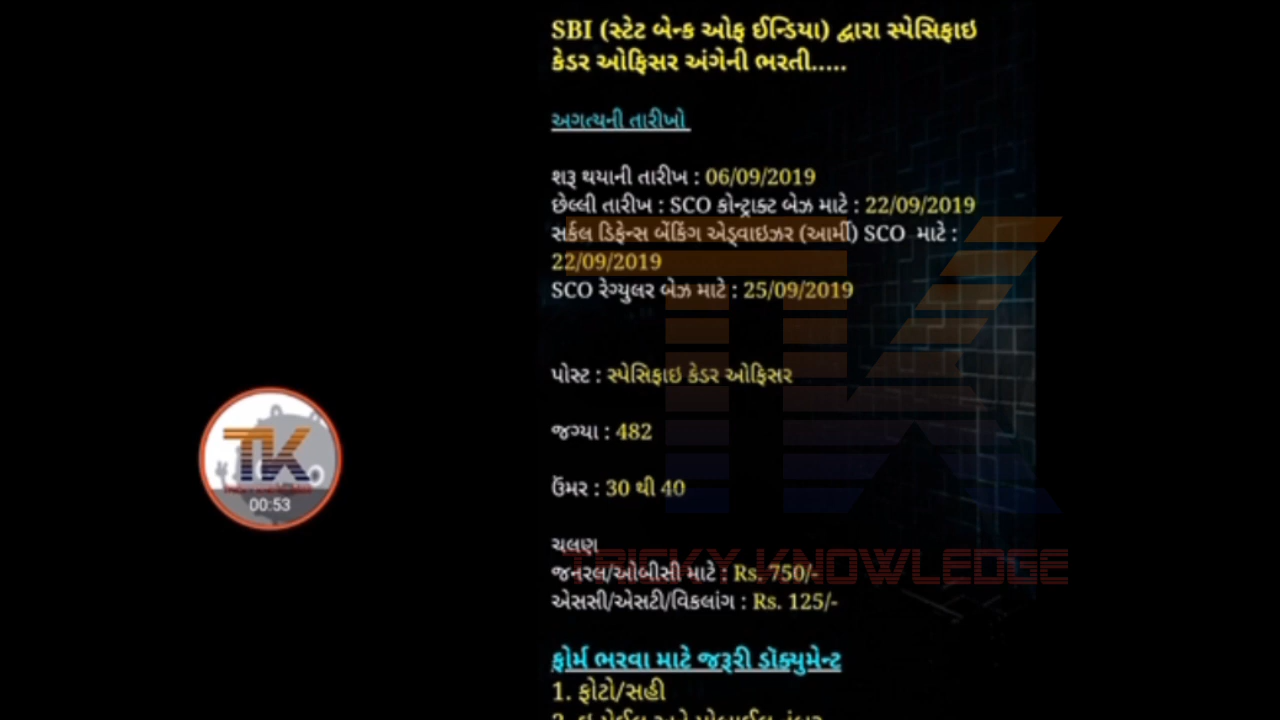 SBI (સ્ટેટ બેન્ક ઓફ ઈન્ડિયા) દ્વારા સ્પેસિફાઇ
કેડર ઓફિસર અંગેની ભરતી.....
અગત્યની તારીખો
શરૂ થયાની તારીખ : 06/09/2019
છેલ્લી તારીખ : SCO કોન્ટ્રાક્ટ બેઝ માટે : 22/09/2019
સર્કલ ડિફેન્સ બેંકિંગ એડ્વાઇઝર (આર્મી) SCO માટે :
22/09/2019
SCO રેગ્યુલર બેઝ માટે : 25/09/2019
પોસ્ટ : સ્પેસિફાઇ કેડર ઓફિસર
જગ્યા : 482
ઉંમર : 30 થી 40
ચલણ
જનરલ/ઓબીસી માટે : Rs. 750/-
એસસી/એસટી/વિકલાંગ : Rs. 125/-
ફોર્મ ભરવા માટે જરૂરી ડૉક્યુમેન્ટ
1. ફોટો/સહી
TK
00:53
TRICKY KNOWLEDGE